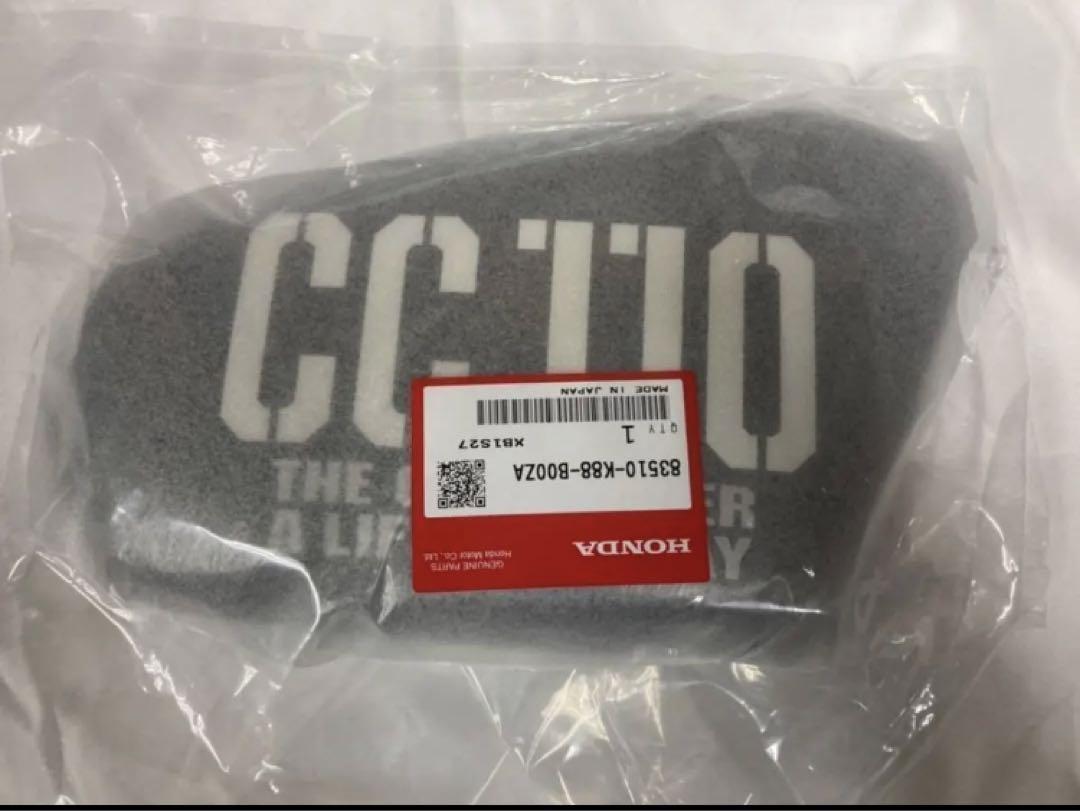 CC110
THE
ER
A LI
Y
HONDA
GENUINE PARTS
Honda Motor Co., Ltd.
83510-K88-B00ZA
XB1S27
QTY
1
MADE IN JAPAN